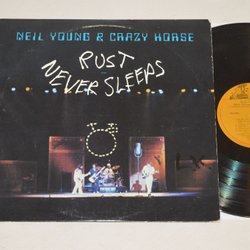 NEIL YOUNG & CRAZY HORSE
RUST
NEVER SLEEPS